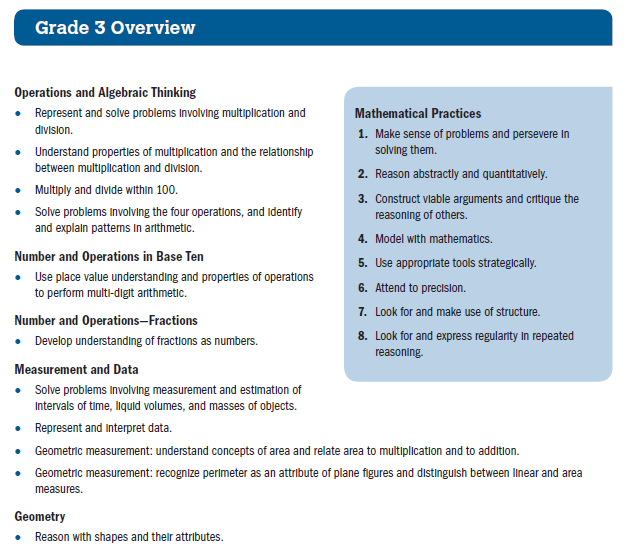 Grade 3 Overview
Operations and Algebraic Thinking
• Represent and solve problems involving multiplication and
division.
• Understand properties of multiplication and the relationship
between multiplication and division.
• Multiply and divide within 100.
• Solve problems involving the four operations, and identify
and explain patterns in arithmetic.
Number and Operations in Base Ten
• Use place value understanding and properties of operations
to perform multi-digit arithmetic.
Number and Operations—Fractions
• Develop understanding of fractions as numbers.
Measurement and Data
• Solve problems involving measurement and estimation of
intervals of time, liquid volumes, and masses of objects.
• Represent and interpret data.
• Geometric measurement: understand concepts of area and relate area to multiplication and to addition.
• Geometric measurement: recognize perimeter as an attribute of plane figures and distinguish between linear and area
measures.
Geometry
• Reason with shapes and their attributes.
Mathematical Practices
1. Make sense of problems and persevere in
solving them.
2. Reason abstractly and quantitatively.
3. Construct viable arguments and critique the
reasoning of others.
4. Model with mathematics.
5. Use appropriate tools strategically.
6. Attend to precision.
7. Look for and make use of structure.
8. Look for and express regularity in repeated
reasoning.